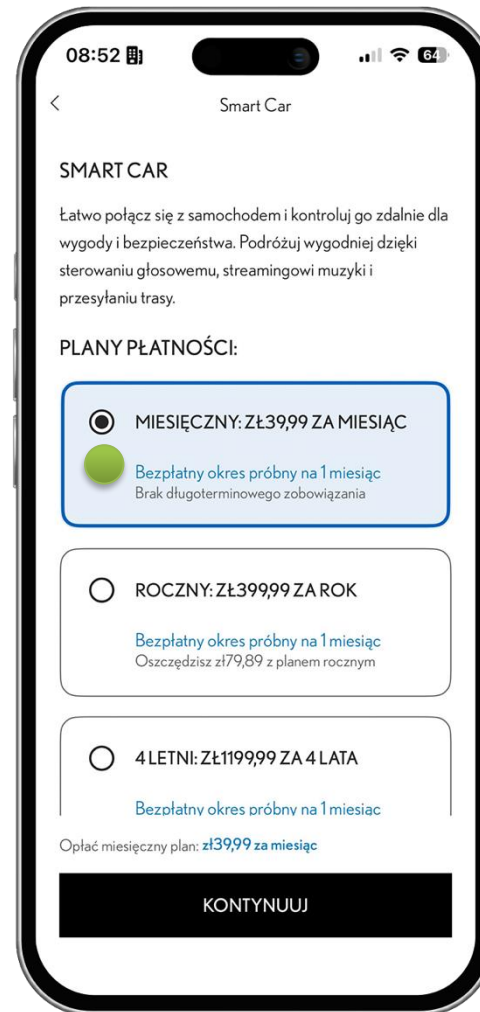 08:52
64
Smart Car
SMART CAR
Łatwo połącz się z samochodem i kontroluj go zdalnie dla
wygody i bezpieczeństwa. Podróżuj wygodniej dzięki
sterowaniu głosowemu, streamingowi muzyki i
przesyłaniu trasy.
PLANY PŁATNOŚCI:
MIESIĘCZNY: ZŁ39,99 ZA MIESIĄC
Bezpłatny okres próbny na 1 miesiąc
Brak długoterminowego zobowiązania
ROCZNY: ZŁ399,99 ZA ROK
Bezpłatny okres próbny na 1 miesiąc
Oszczędzisz zł79,89 z planem rocznym
4 LETNI: ZŁ1199,99 ZA 4 LATA
Bezpłatny okres próbny na 1 miesiąc
Opłać miesięczny plan: zł39,99 za miesiąc
KONTYNUUJ